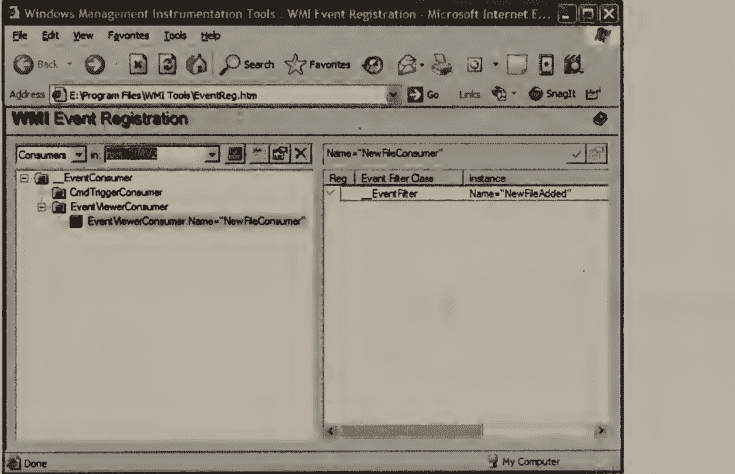 Windows Management Instrumentation Tools : WMI Event Registration - Microsoft Internet E...
File Edit View Favorites Tools Help
Back Search Favorites
Address E:\Program Files\WMI Tools\EventReg.htm Go Links SnagIt
WMI Event Registration
Consumers in: Name="NewFileConsumer"
__EventConsumer
CmdTriggerConsumer
EventViewerConsumer
EventViewerConsumer.Name="NewFileConsumer"
Reg Event Filter Class Instance
__EventFilter Name="NewFileAdded"
Done My Computer